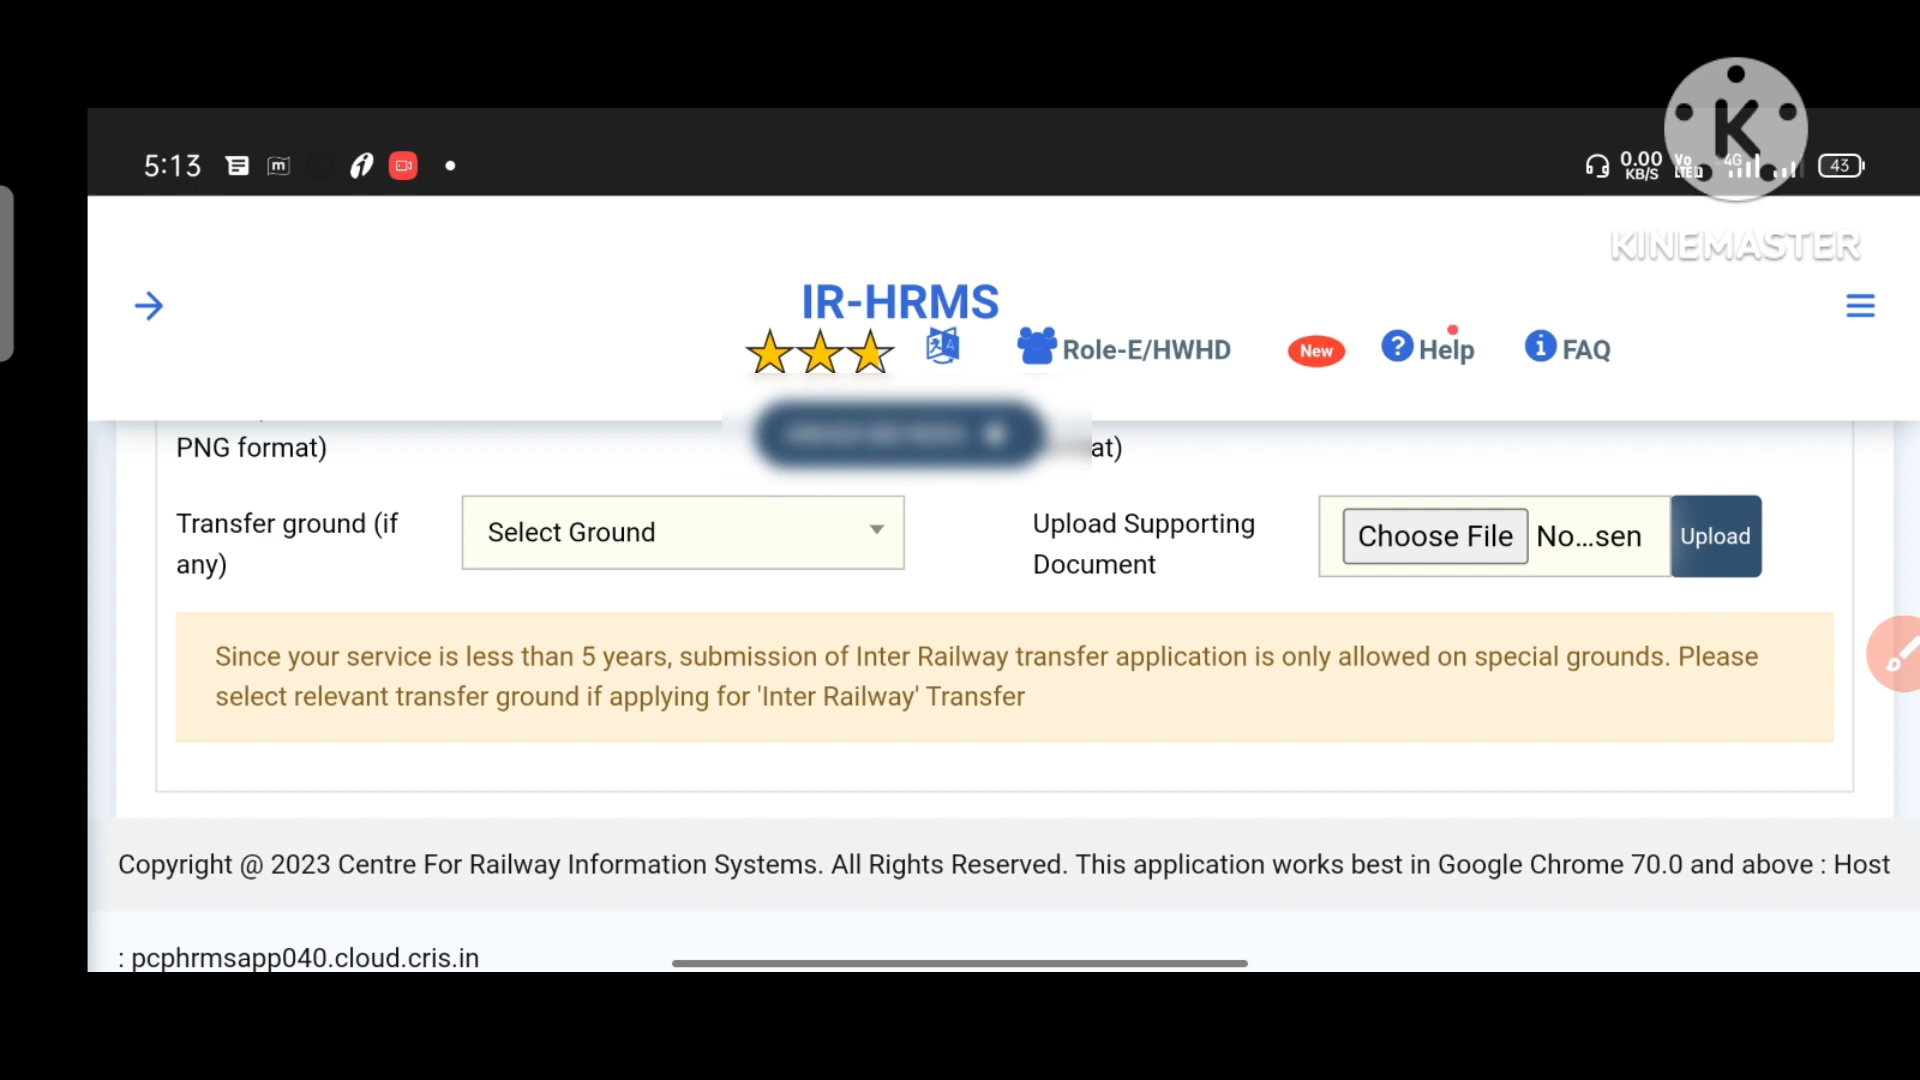 5:13
0.00
KB/S
Vo
LTE
4G
43
K
KINEMASTER
IR-HRMS
Role-E/HWHD
New
? Help
i FAQ
PNG format)
at)
Transfer ground (if
any)
Select Ground
Upload Supporting
Document
Choose File No...sen
Upload
Since your service is less than 5 years, submission of Inter Railway transfer application is only allowed on special grounds. Please
select relevant transfer ground if applying for 'Inter Railway' Transfer
Copyright @ 2023 Centre For Railway Information Systems. All Rights Reserved. This application works best in Google Chrome 70.0 and above : Host
: pcphrmsapp040.cloud.cris.in